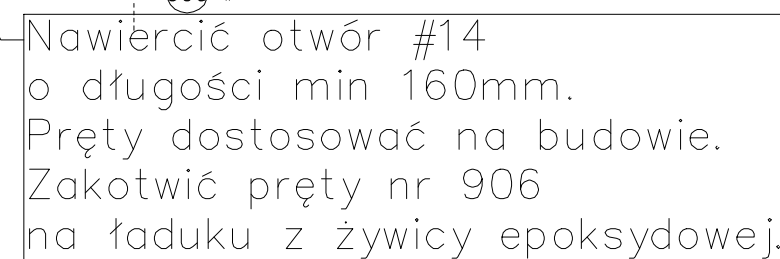 Nawiercić otwór #14
o długości min 160mm.
Pręty dostosować na budowie.
Zakotwić pręty nr 906
na ładuku z żywicy epoksydowej.